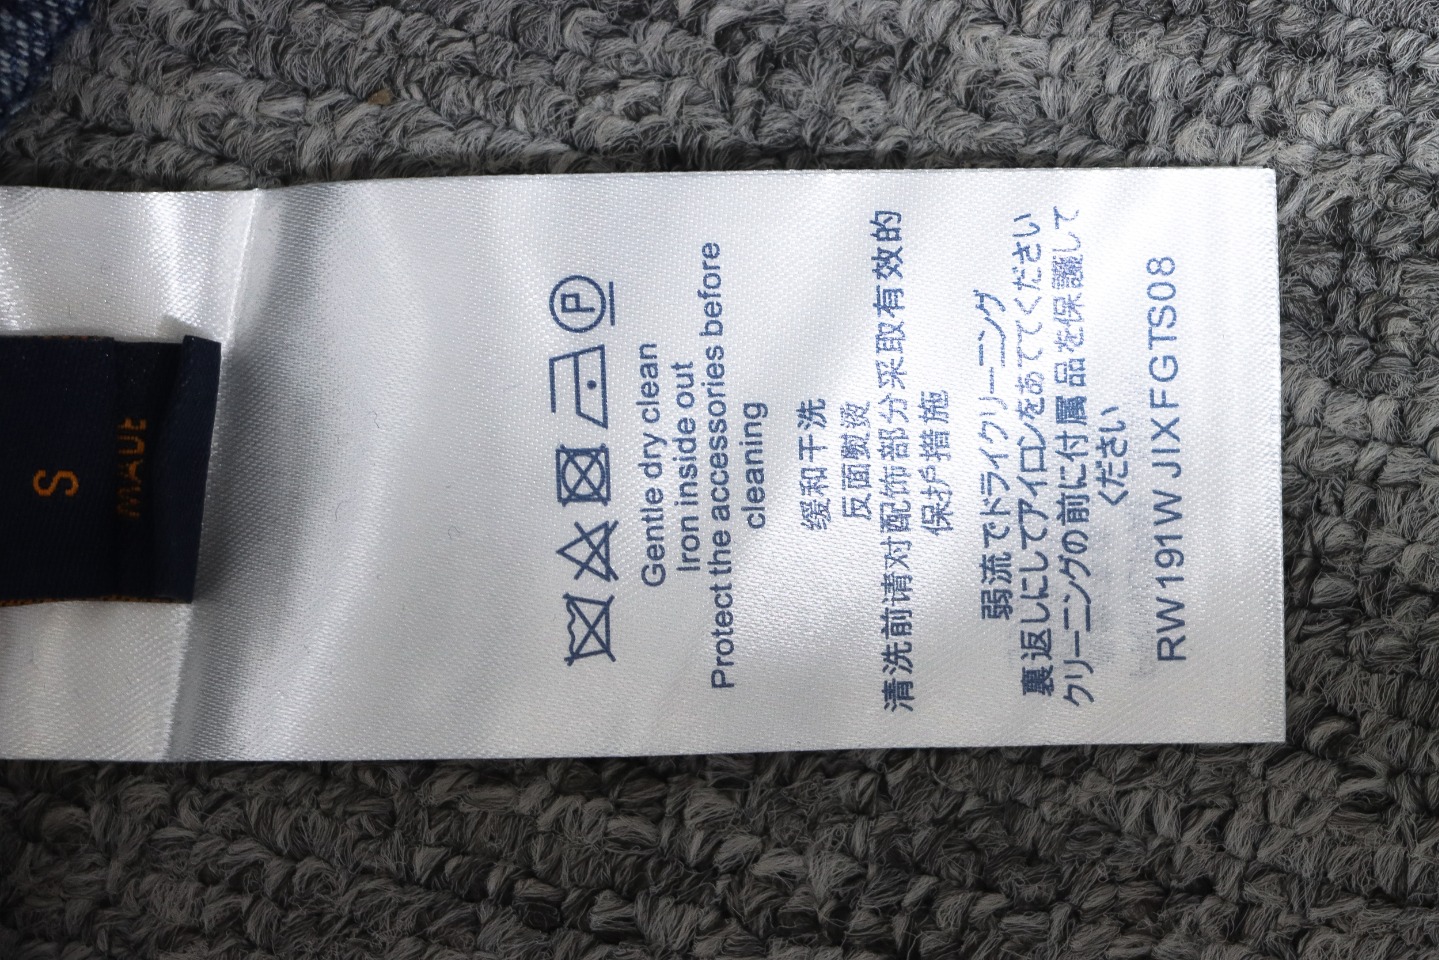 S
MADE
P
Gentle dry clean
Iron inside out
Protect the accessories before
cleaning
缓和干洗
反面熨烫
清洗前请对配饰部分采取有效的
保护措施
弱流でドライクリーニング
裏返しにしてアイロンをあててください
クリーニングの前に付属品を保護して
ください
RW191W JIX FGTS08